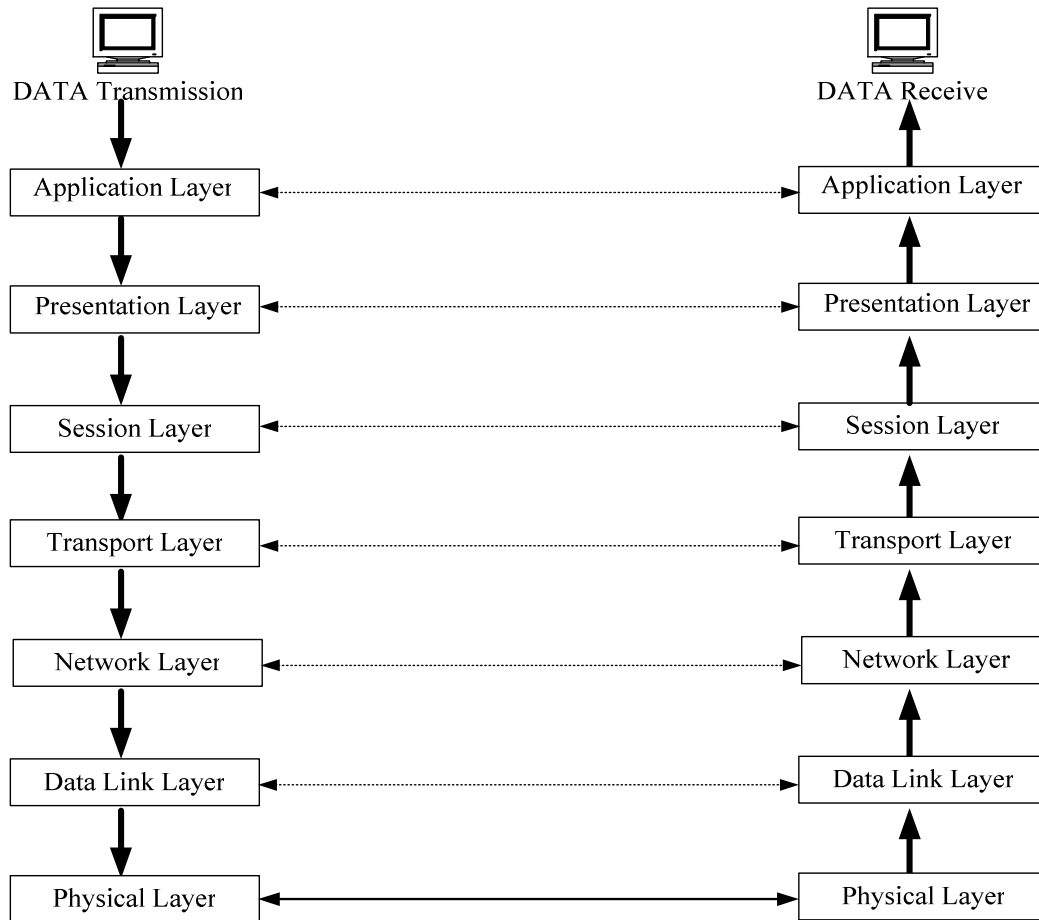 DATA Transmission
DATA Receive
Application Layer
Application Layer
Presentation Layer
Presentation Layer
Session Layer
Session Layer
Transport Layer
Transport Layer
Network Layer
Network Layer
Data Link Layer
Data Link Layer
Physical Layer
Physical Layer